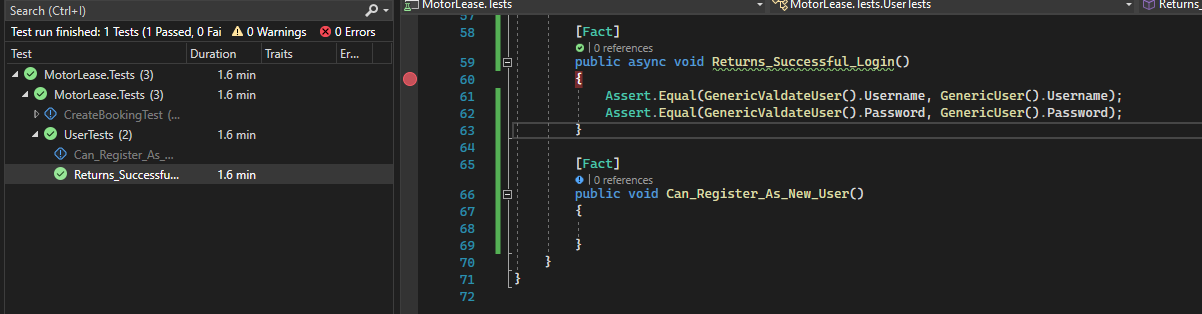 Search (Ctrl+I)
Test run finished: 1 Tests (1 Passed, 0 Fai
0 Warnings
0 Errors
Test Duration Traits Er...
MotorLease.Tests (3) 1.6 min
MotorLease.Tests (3) 1.6 min
CreateBookingTest (...
UserTests (2) 1.6 min
Can_Register_As_...
Returns_Successfu... 1.6 min
MotorLease.Tests
MotorLease.Tests.UserTests
Returns_
57
58 [Fact]
0 references
59 public async void Returns_Successful_Login()
60 {
61 Assert.Equal(GenericValdateUser().Username, GenericUser().Username);
62 Assert.Equal(GenericValdateUser().Password, GenericUser().Password);
63 }
64
65 [Fact]
0 references
66 public void Can_Register_As_New_User()
67 {
68
69 }
70 }
71 }
72